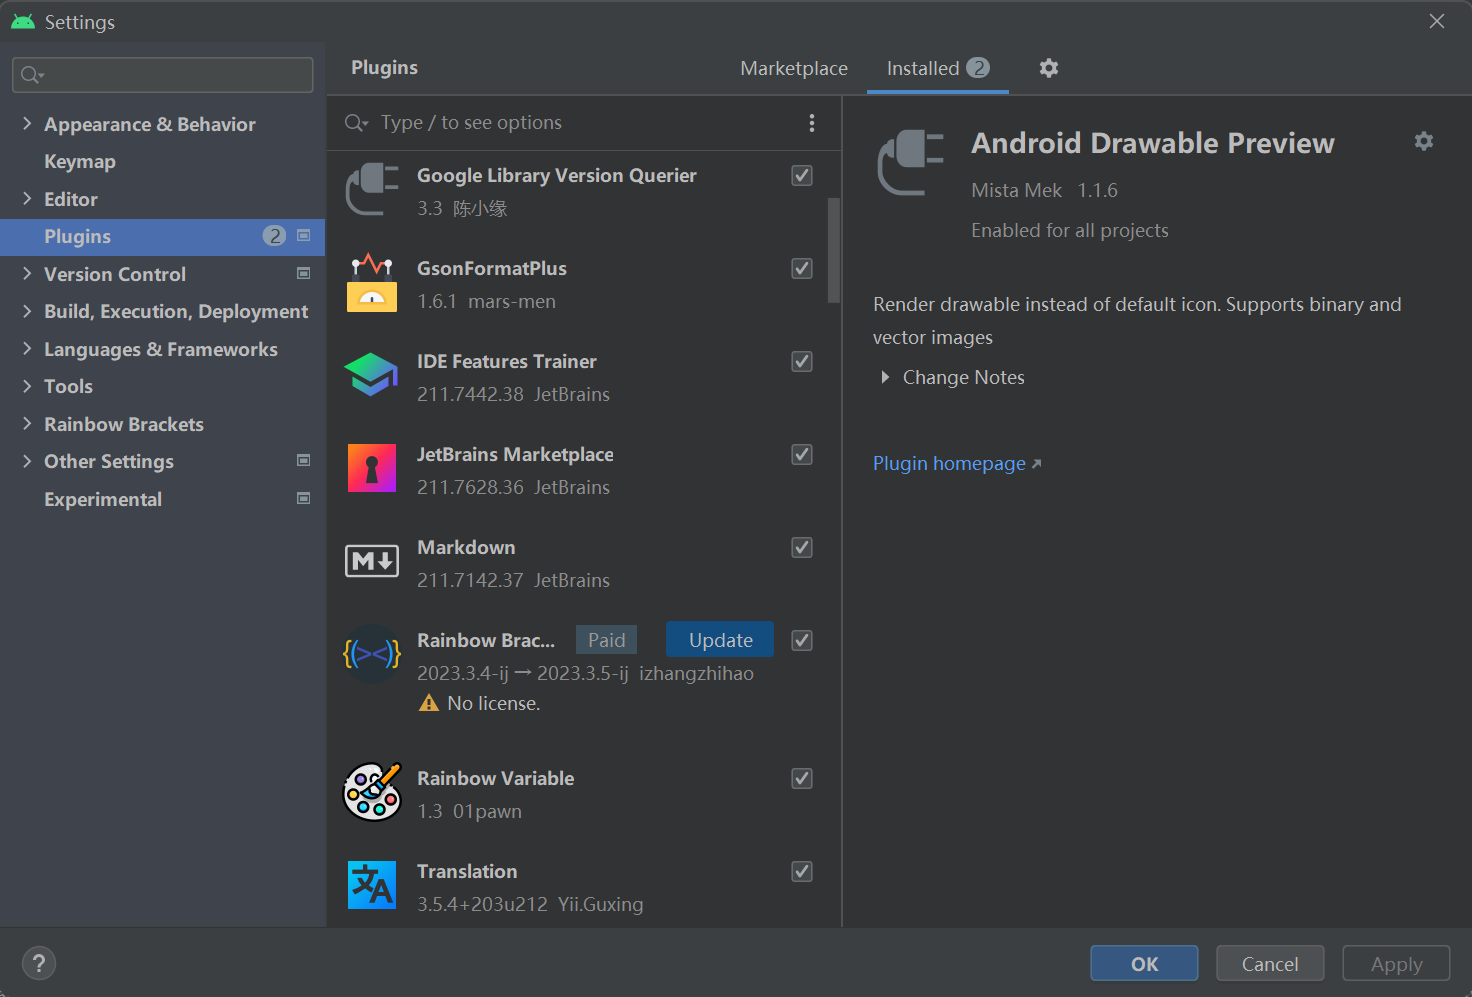 Settings
Appearance & Behavior
Keymap
Editor
Plugins 2
Version Control
Build, Execution, Deployment
Languages & Frameworks
Tools
Rainbow Brackets
Other Settings
Experimental
Plugins
Marketplace
Installed 2
Type / to see options
Google Library Version Querier
3.3 陈小缘
GsonFormatPlus
1.6.1 mars-men
IDE Features Trainer
211.7442.38 JetBrains
JetBrains Marketplace
211.7628.36 JetBrains
M
Markdown
211.7142.37 JetBrains
{(><)}
Rainbow Brac... Paid Update
2023.3.4-ij → 2023.3.5-ij izhangzhihao
No license.
Rainbow Variable
1.3 01pawn
文A
Translation
3.5.4+203u212 Yii.Guxing
Android Drawable Preview
Mista Mek 1.1.6
Enabled for all projects
Render drawable instead of default icon. Supports binary and
vector images
Change Notes
Plugin homepage
?
OK
Cancel
Apply